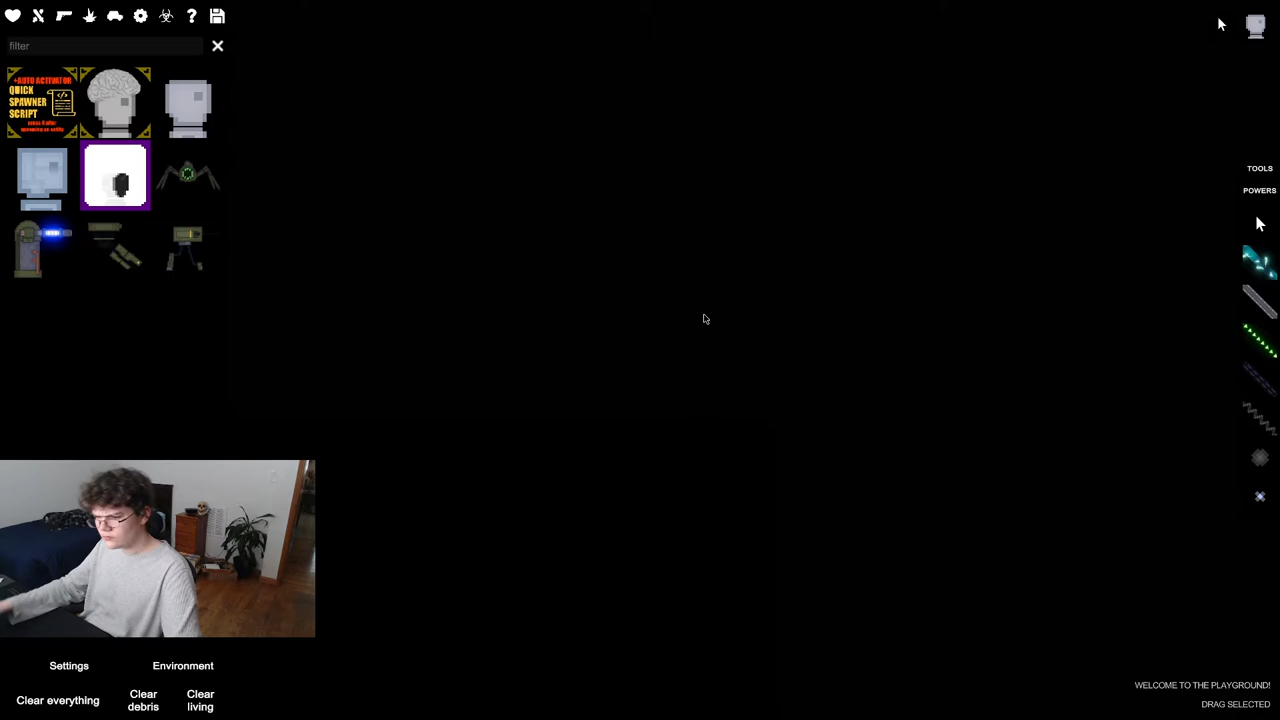 ?
filter
+AUTO ACTIVATOR
QUICK
SPAWNER
SCRIPT
TOOLS
POWERS
Settings
Environment
Clear everything
Clear
debris
Clear
living
WELCOME TO THE PLAYGROUND!
DRAG SELECTED